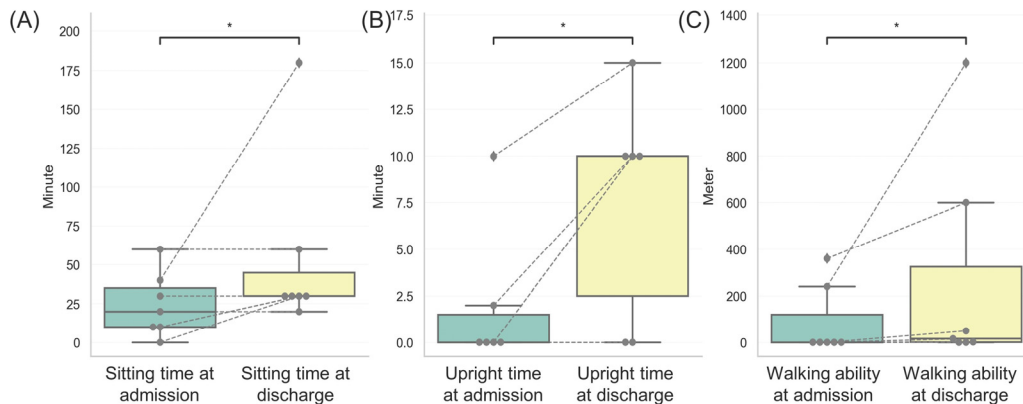 (A)
*
200
175
150
125
100
75
50
25
0
Minute
Sitting time at
admission
Sitting time at
discharge
(B)
*
17.5
15.0
12.5
10.0
7.5
5.0
2.5
0.0
Minute
Upright time
at admission
Upright time
at discharge
(C)
*
1400
1200
1000
800
600
400
200
0
Meter
Walking ability
at admission
Walking ability
at discharge